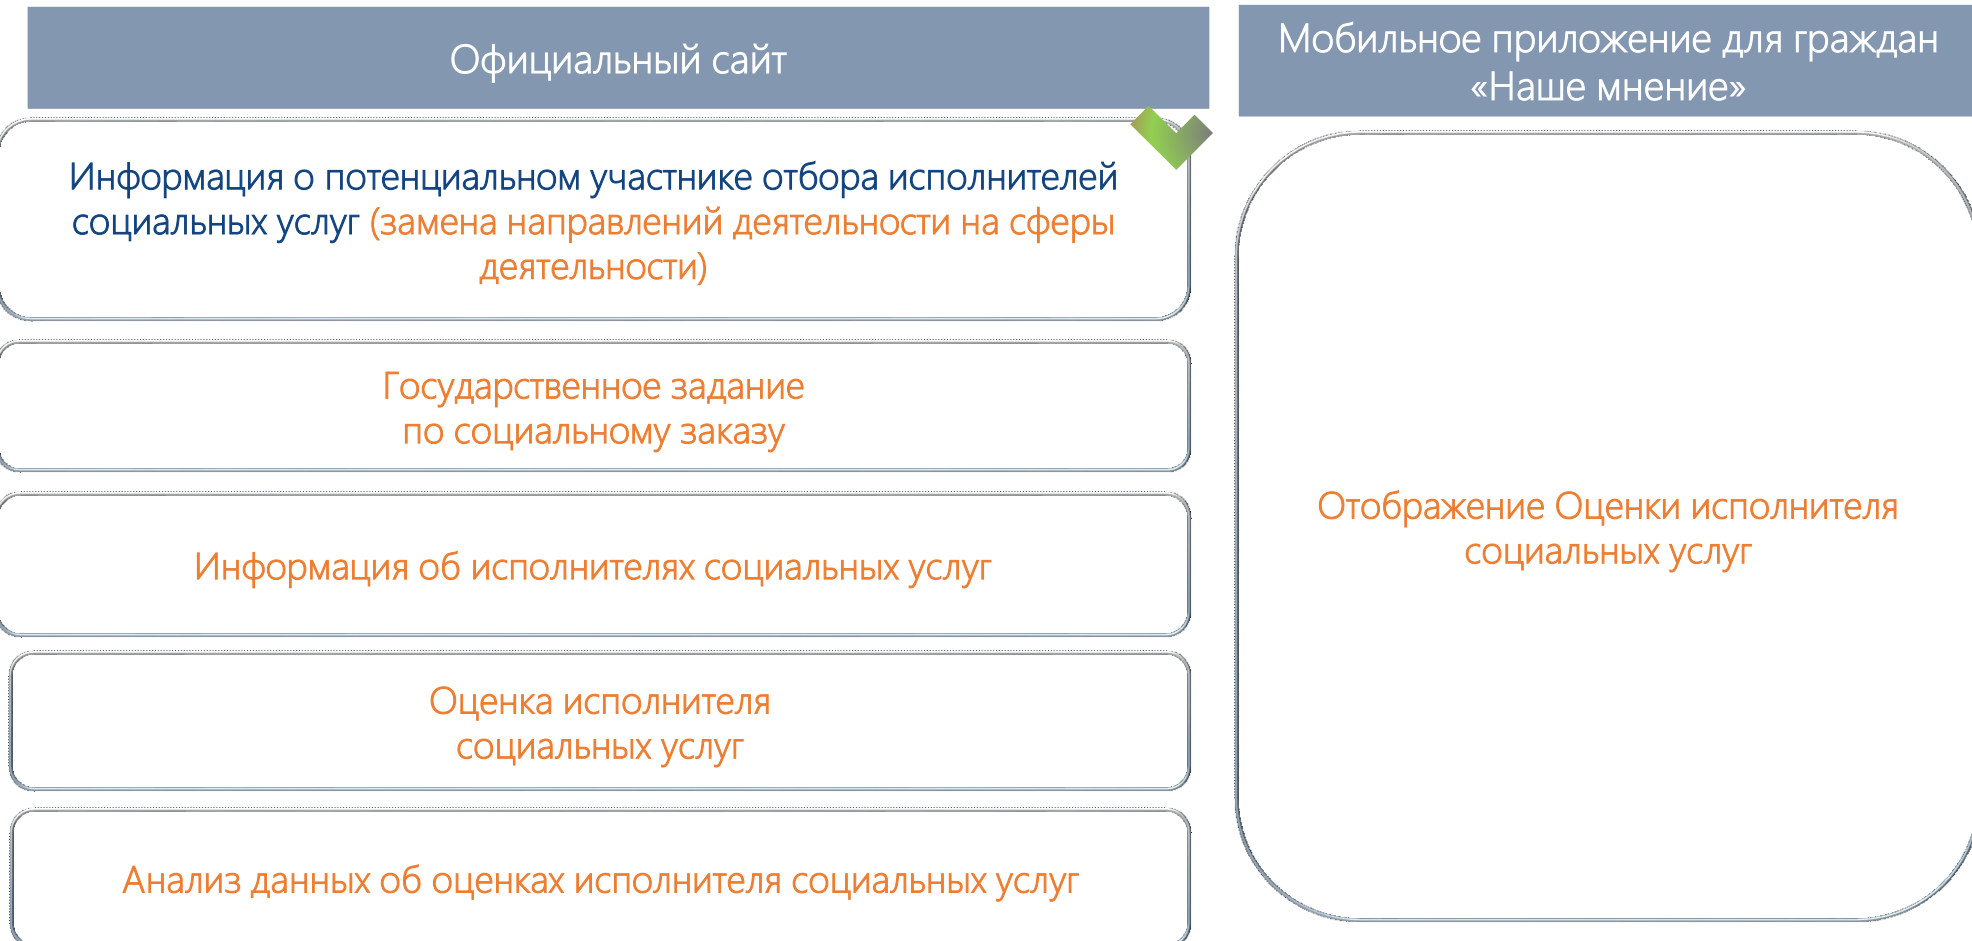 Официальный сайт
Информация о потенциальном участнике отбора исполнителей
социальных услуг (замена направлений деятельности на сферы
деятельности)
Государственное задание
по социальному заказу
Информация об исполнителях социальных услуг
Оценка исполнителя
социальных услуг
Анализ данных об оценках исполнителя социальных услуг
Мобильное приложение для граждан
«Наше мнение»
Отображение Оценки исполнителя
социальных услуг